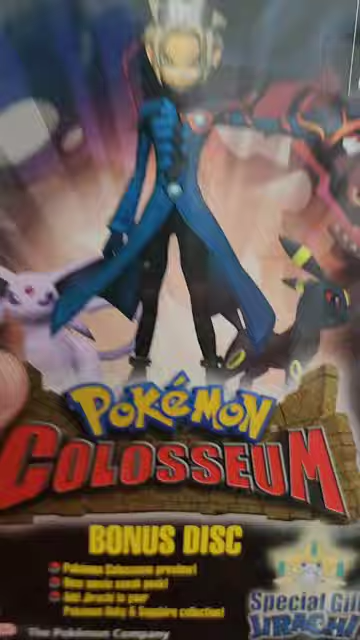 POKéMON
COLOSSEUM
BONUS DISC
Pokémon Colosseum preview!
New movie sneak peek!
Add Jirachi to your
Pokémon Ruby & Sapphire collection!
Special Gift
JIRACHI
The Pokémon Company